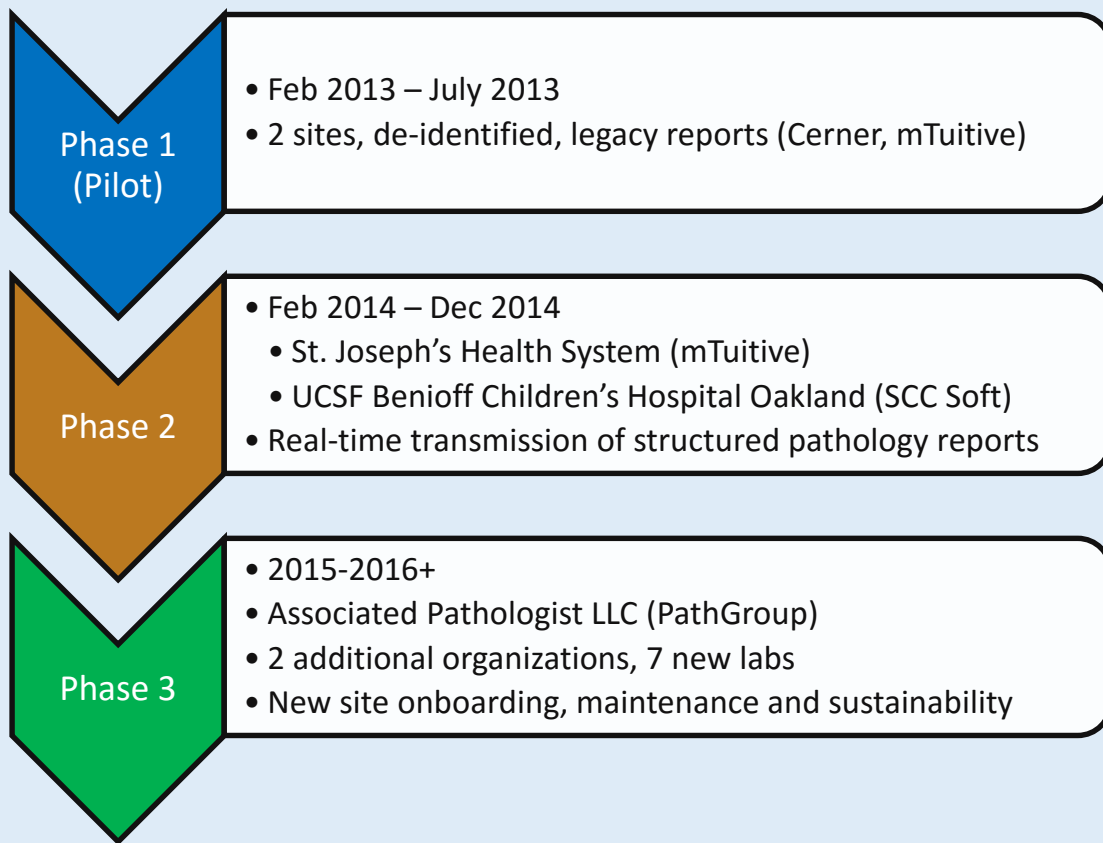 Phase 1
(Pilot)
• Feb 2013 – July 2013
• 2 sites, de-identified, legacy reports (Cerner, mTuitive)
Phase 2
• Feb 2014 – Dec 2014
• St. Joseph’s Health System (mTuitive)
• UCSF Benioff Children’s Hospital Oakland (SCC Soft)
• Real-time transmission of structured pathology reports
Phase 3
• 2015-2016+
• Associated Pathologist LLC (PathGroup)
• 2 additional organizations, 7 new labs
• New site onboarding, maintenance and sustainability